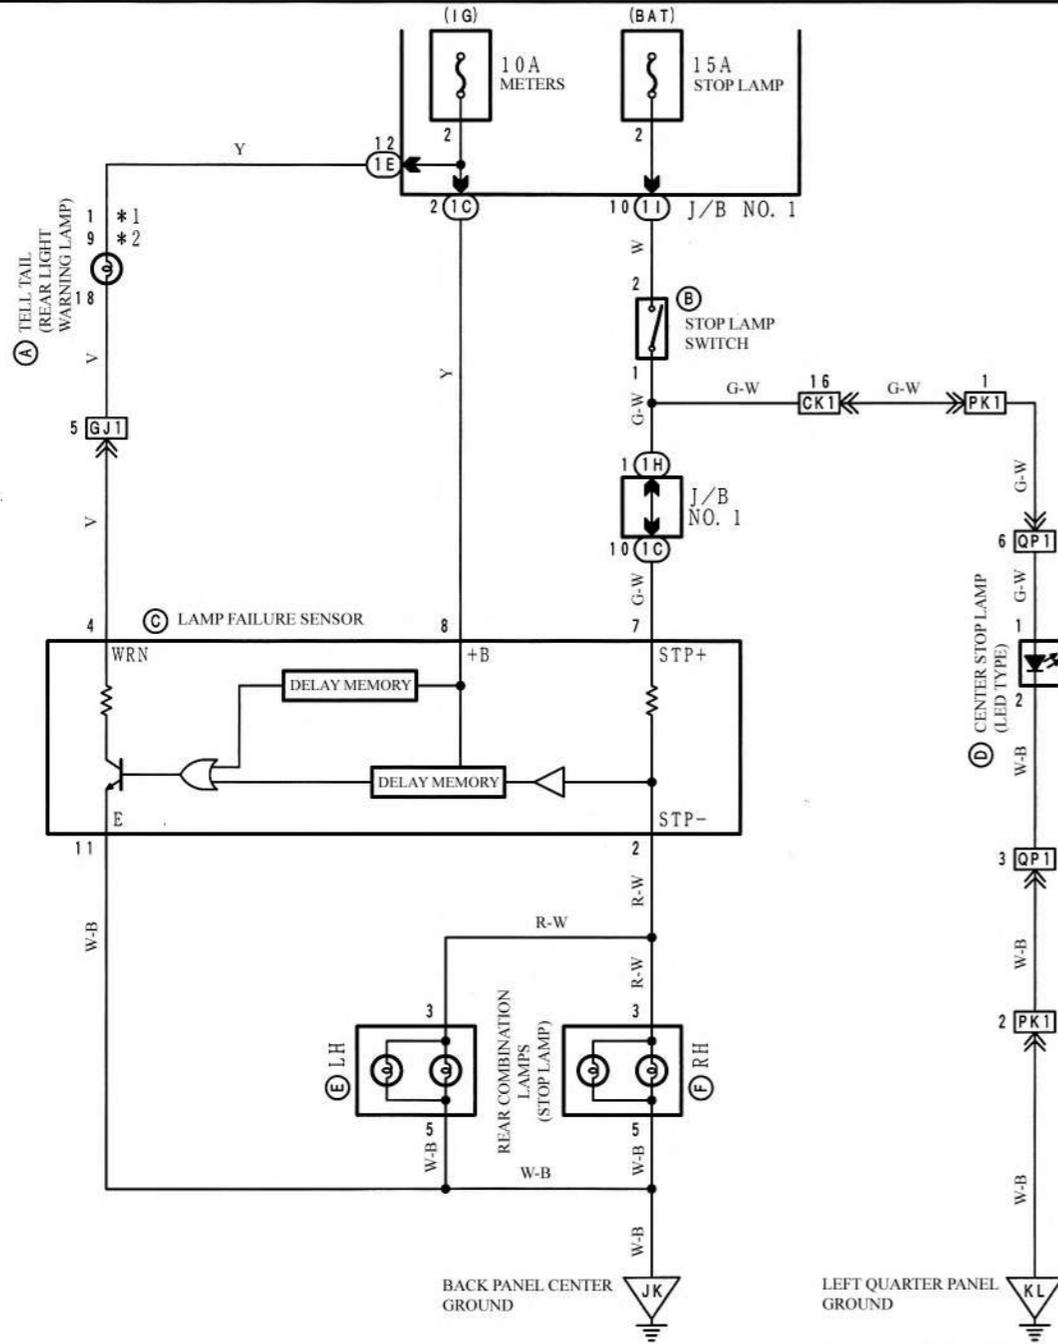 (IG)
(BAT)
10A
METERS
15A
STOP LAMP
2
2
12
1E
Y
2
1C
10
1I
J/B NO. 1
1 *1
9 *2
18
A TELL TAIL
(REAR LIGHT
WARNING LAMP)
W
2
B
STOP LAMP
SWITCH
1
V
Y
G-W
G-W
16
CK1
G-W
1
PK1
5 GJ1
1
1H
J/B
NO. 1
10
1C
G-W
6 QP1
V
G-W
G-W
C LAMP FAILURE SENSOR
4
8
7
1
WRN
+B
STP+
DELAY MEMORY
DELAY MEMORY
D CENTER STOP LAMP
(LED TYPE)
2
W-B
E
STP-
11
2
3 QP1
W-B
R-W
R-W
R-W
W-B
3
3
2 PK1
E LH
REAR COMBINATION
LAMPS
(STOP LAMP)
F RH
5
5
W-B
W-B
W-B
W-B
W-B
BACK PANEL CENTER
GROUND
JK
LEFT QUARTER PANEL
GROUND
KL